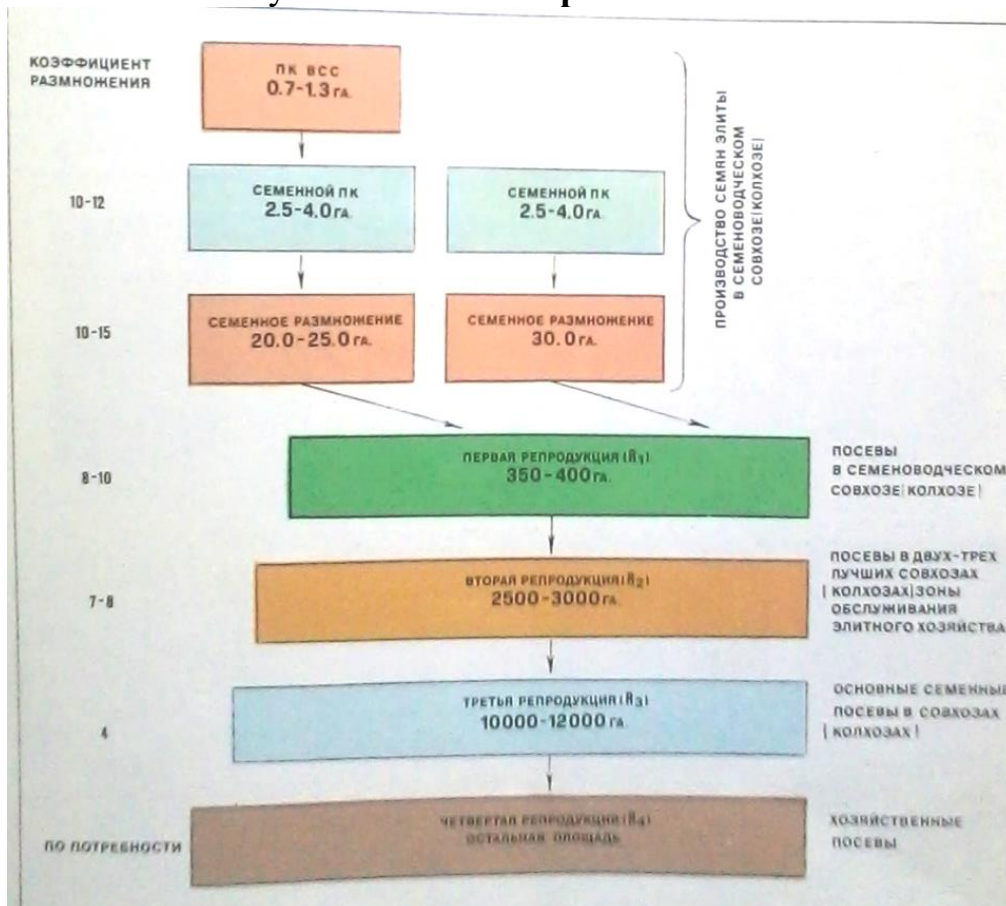 КОЭФФИЦИЕНТ
РАЗМНОЖЕНИЯ
ПК ВСС
0.7-1.3 ГА.
10-12
СЕМЕННОЙ ПК
2.5-4.0 ГА.
СЕМЕННОЙ ПК
2.5-4.0 ГА.
ПРОИЗВОДСТВО СЕМЯН ЭЛИТЫ
В СЕМЕНОВОДЧЕСКОМ
СОВХОЗЕ|КОЛХОЗЕ|
10-15
СЕМЕННОЕ РАЗМНОЖЕНИЕ
20.0-25.0 ГА.
СЕМЕННОЕ РАЗМНОЖЕНИЕ
30.0 ГА.
8-10
ПЕРВАЯ РЕПРОДУКЦИЯ (R1)
350-400 ГА.
ПОСЕВЫ
В СЕМЕНОВОДЧЕСКОМ
СОВХОЗЕ|КОЛХОЗЕ|
7-8
ВТОРАЯ РЕПРОДУКЦИЯ (R2)
2500-3000 ГА.
ПОСЕВЫ В ДВУХ-ТРЕХ
ЛУЧШИХ СОВХОЗАХ
|КОЛХОЗАХ| ЗОНЫ
ОБСЛУЖИВАНИЯ
ЭЛИТНОГО ХОЗЯЙСТВА
4
ТРЕТЬЯ РЕПРОДУКЦИЯ (R3)
10000-12000 ГА.
ОСНОВНЫЕ СЕМЕННЫЕ
ПОСЕВЫ В СОВХОЗАХ
|КОЛХОЗАХ|
ПО ПОТРЕБНОСТИ
ЧЕТВЕРТАЯ РЕПРОДУКЦИЯ (R4)
ОСТАЛЬНАЯ ПЛОЩАДЬ
ХОЗЯЙСТВЕННЫЕ
ПОСЕВЫ